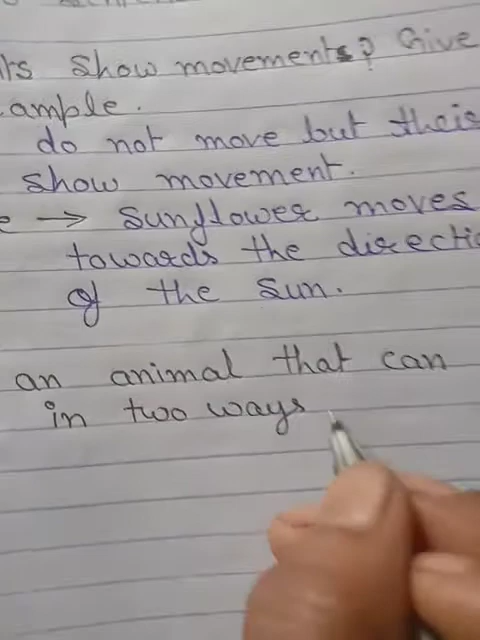 ts show movements? Give
ample.
do not move but their
show movement.
e → Sunflower moves
towards the directi
of the sun.
an animal that can
in two ways